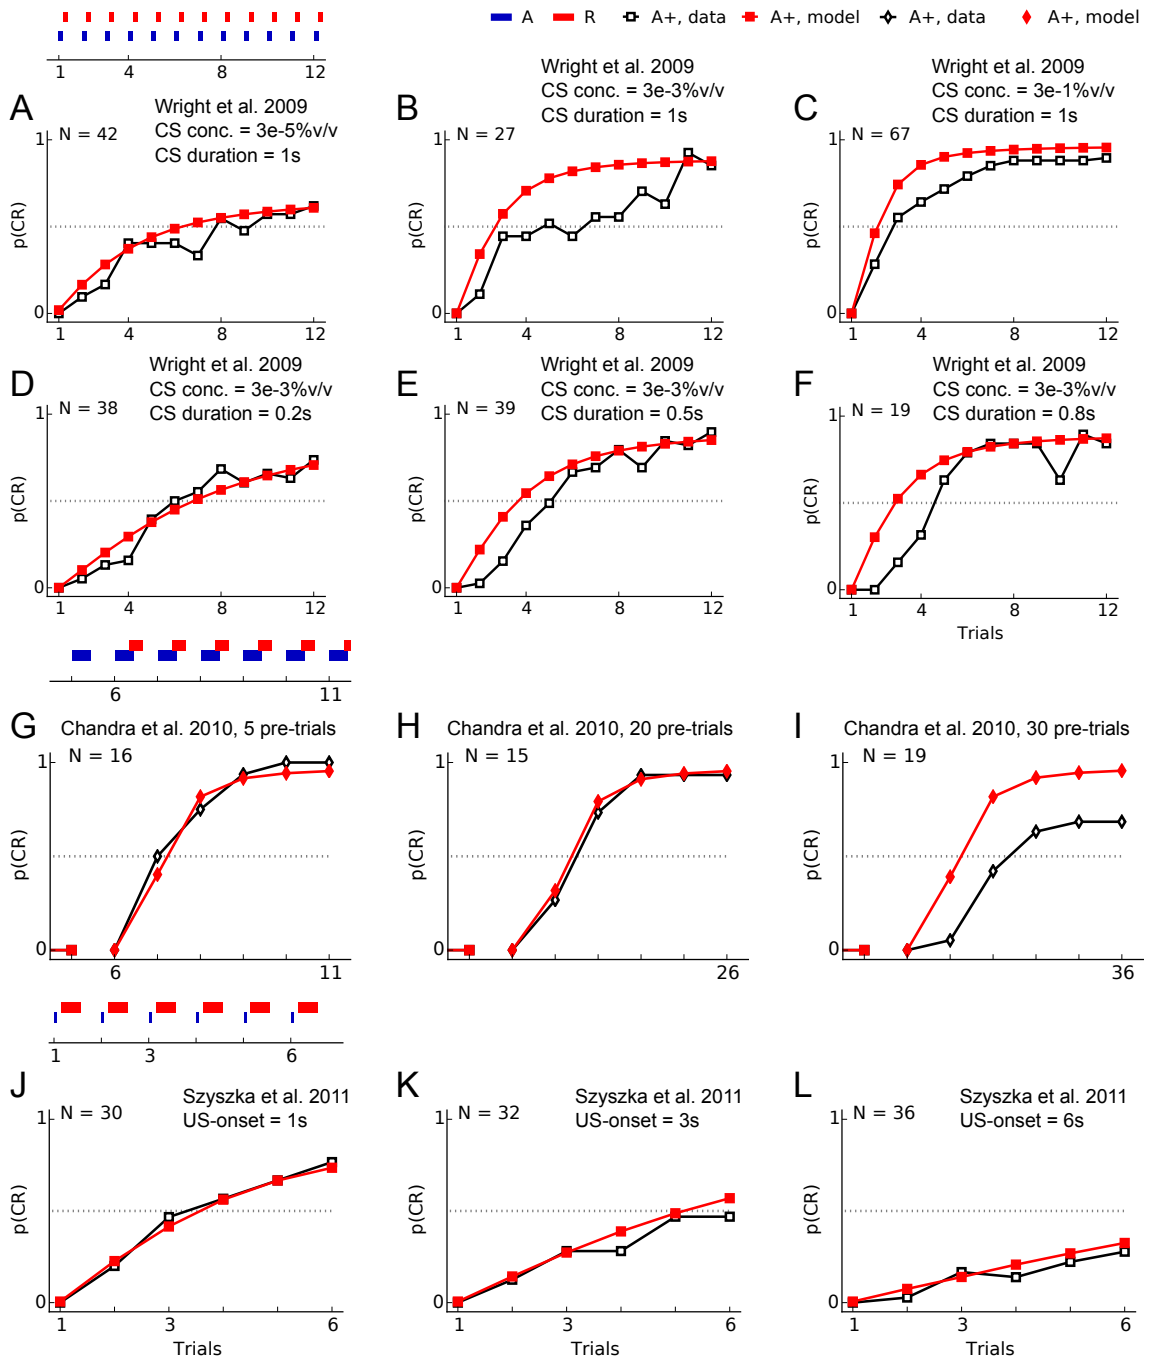 A R A+, data A+, model A+, data A+, model
1 4 8 12
A
Wright et al. 2009
CS conc. = 3e-5%v/v
CS duration = 1s
N = 42
1
p(CR)
0
1 4 8 12
B
Wright et al. 2009
CS conc. = 3e-3%v/v
CS duration = 1s
N = 27
1
p(CR)
0
1 4 8 12
C
Wright et al. 2009
CS conc. = 3e-1%v/v
CS duration = 1s
N = 67
1
p(CR)
0
1 4 8 12
D
Wright et al. 2009
CS conc. = 3e-3%v/v
CS duration = 0.2s
N = 38
1
p(CR)
0
1 4 8 12
E
Wright et al. 2009
CS conc. = 3e-3%v/v
CS duration = 0.5s
N = 39
1
p(CR)
0
1 4 8 12
F
Wright et al. 2009
CS conc. = 3e-3%v/v
CS duration = 0.8s
N = 19
1
p(CR)
0
1 4 8 12
Trials
6 11
G
Chandra et al. 2010, 5 pre-trials
N = 16
1
p(CR)
0
6 11
H
Chandra et al. 2010, 20 pre-trials
N = 15
1
p(CR)
0
26
I
Chandra et al. 2010, 30 pre-trials
N = 19
1
p(CR)
0
36
1 3 6
J
Szyszka et al. 2011
US-onset = 1s
N = 30
1
p(CR)
0
1 3 6
Trials
K
Szyszka et al. 2011
US-onset = 3s
N = 32
1
p(CR)
0
1 3 6
Trials
L
Szyszka et al. 2011
US-onset = 6s
N = 36
1
p(CR)
0
1 3 6
Trials